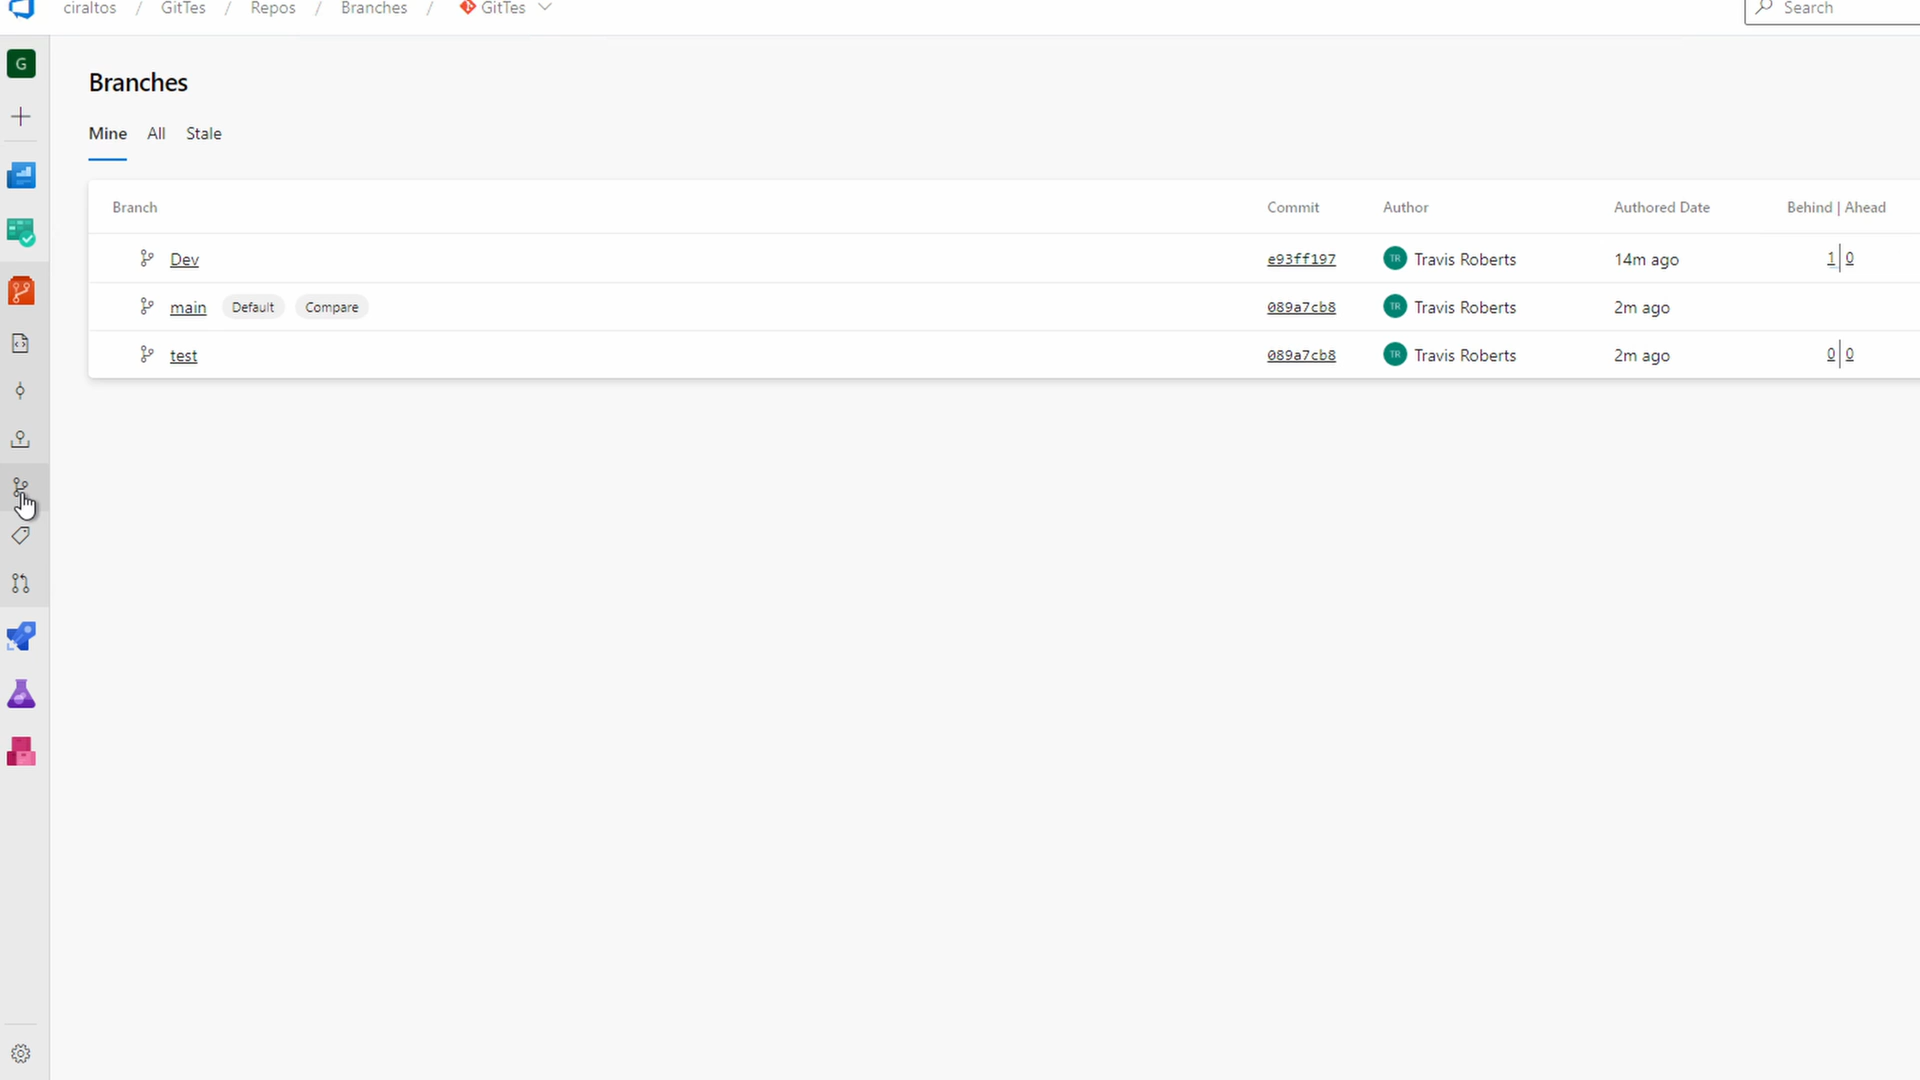 ciraltos / GitTes / Repos / Branches / GitTes
Search
G
Branches
Mine All Stale
Branch Commit Author Authored Date Behind | Ahead
Dev e93ff197 TR Travis Roberts 14m ago 1 | 0
main Default Compare 089a7cb8 TR Travis Roberts 2m ago
test 089a7cb8 TR Travis Roberts 2m ago 0 | 0